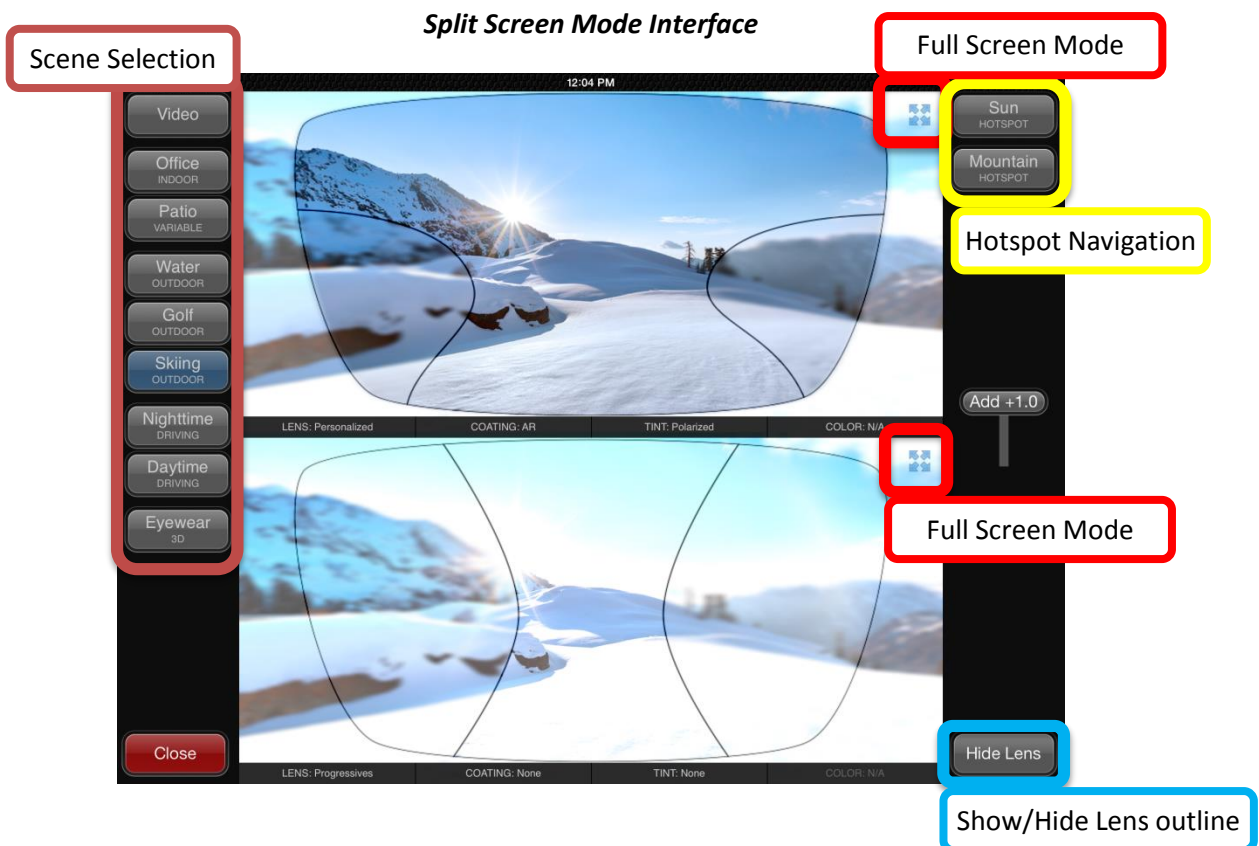 Split Screen Mode Interface
Scene Selection
Full Screen Mode
12:04 PM
Video
Office
INDOOR
Patio
VARIABLE
Water
OUTDOOR
Golf
OUTDOOR
Skiing
OUTDOOR
Nighttime
DRIVING
Daytime
DRIVING
Eyewear
3D
Close
Sun
HOTSPOT
Mountain
HOTSPOT
Hotspot Navigation
Add +1.0
LENS: Personalized COATING: AR TINT: Polarized COLOR: N/A
Full Screen Mode
LENS: Progressives COATING: None TINT: None COLOR: N/A
Hide Lens
Show/Hide Lens outline